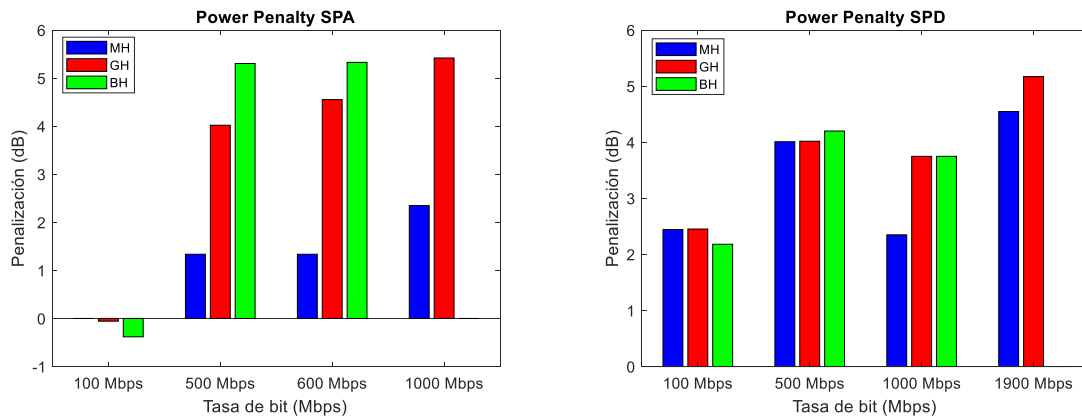 Power Penalty SPA
MH
GH
BH
6
5
4
3
2
1
0
-1
Penalización (dB)
100 Mbps 500 Mbps 600 Mbps 1000 Mbps
Tasa de bit (Mbps)
Power Penalty SPD
MH
GH
BH
6
5
4
3
2
1
0
Penalización (dB)
100 Mbps 500 Mbps 1000 Mbps 1900 Mbps
Tasa de bit (Mbps)